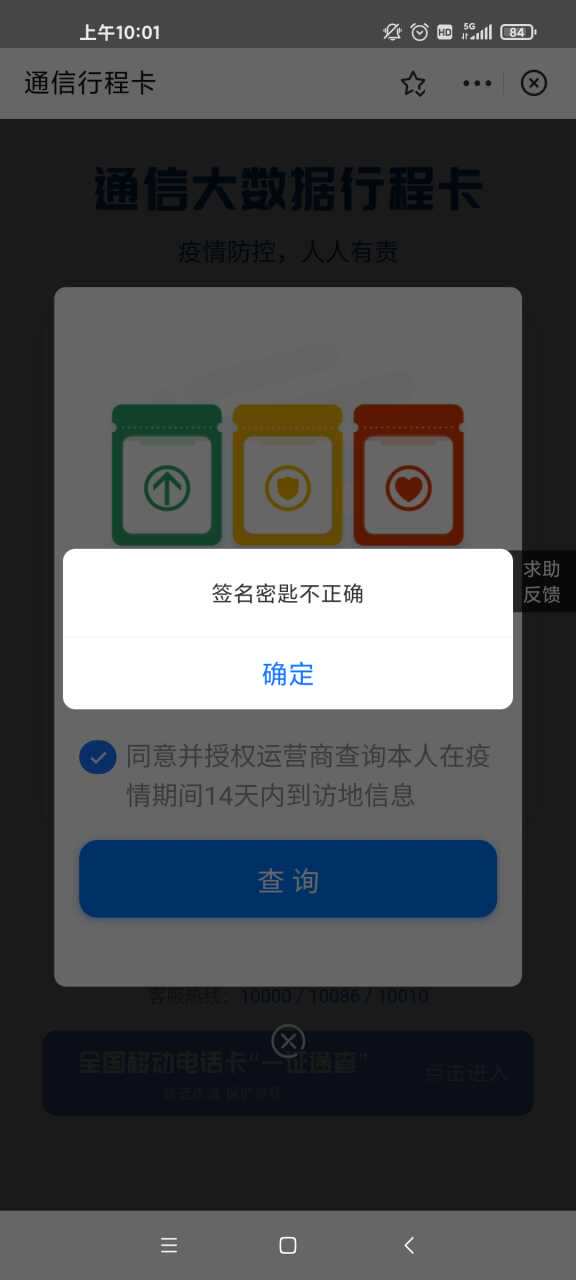 上午10:01
HD
5G
84
通信行程卡
通信大数据行程卡
疫情防控，人人有责
求助
反馈
签名密匙不正确
确定
同意并授权运营商查询本人在疫
情期间14天内到访地信息
查询
客服热线：10000 / 10086 / 10010
全国移动电话卡“一证通查”
点击进入